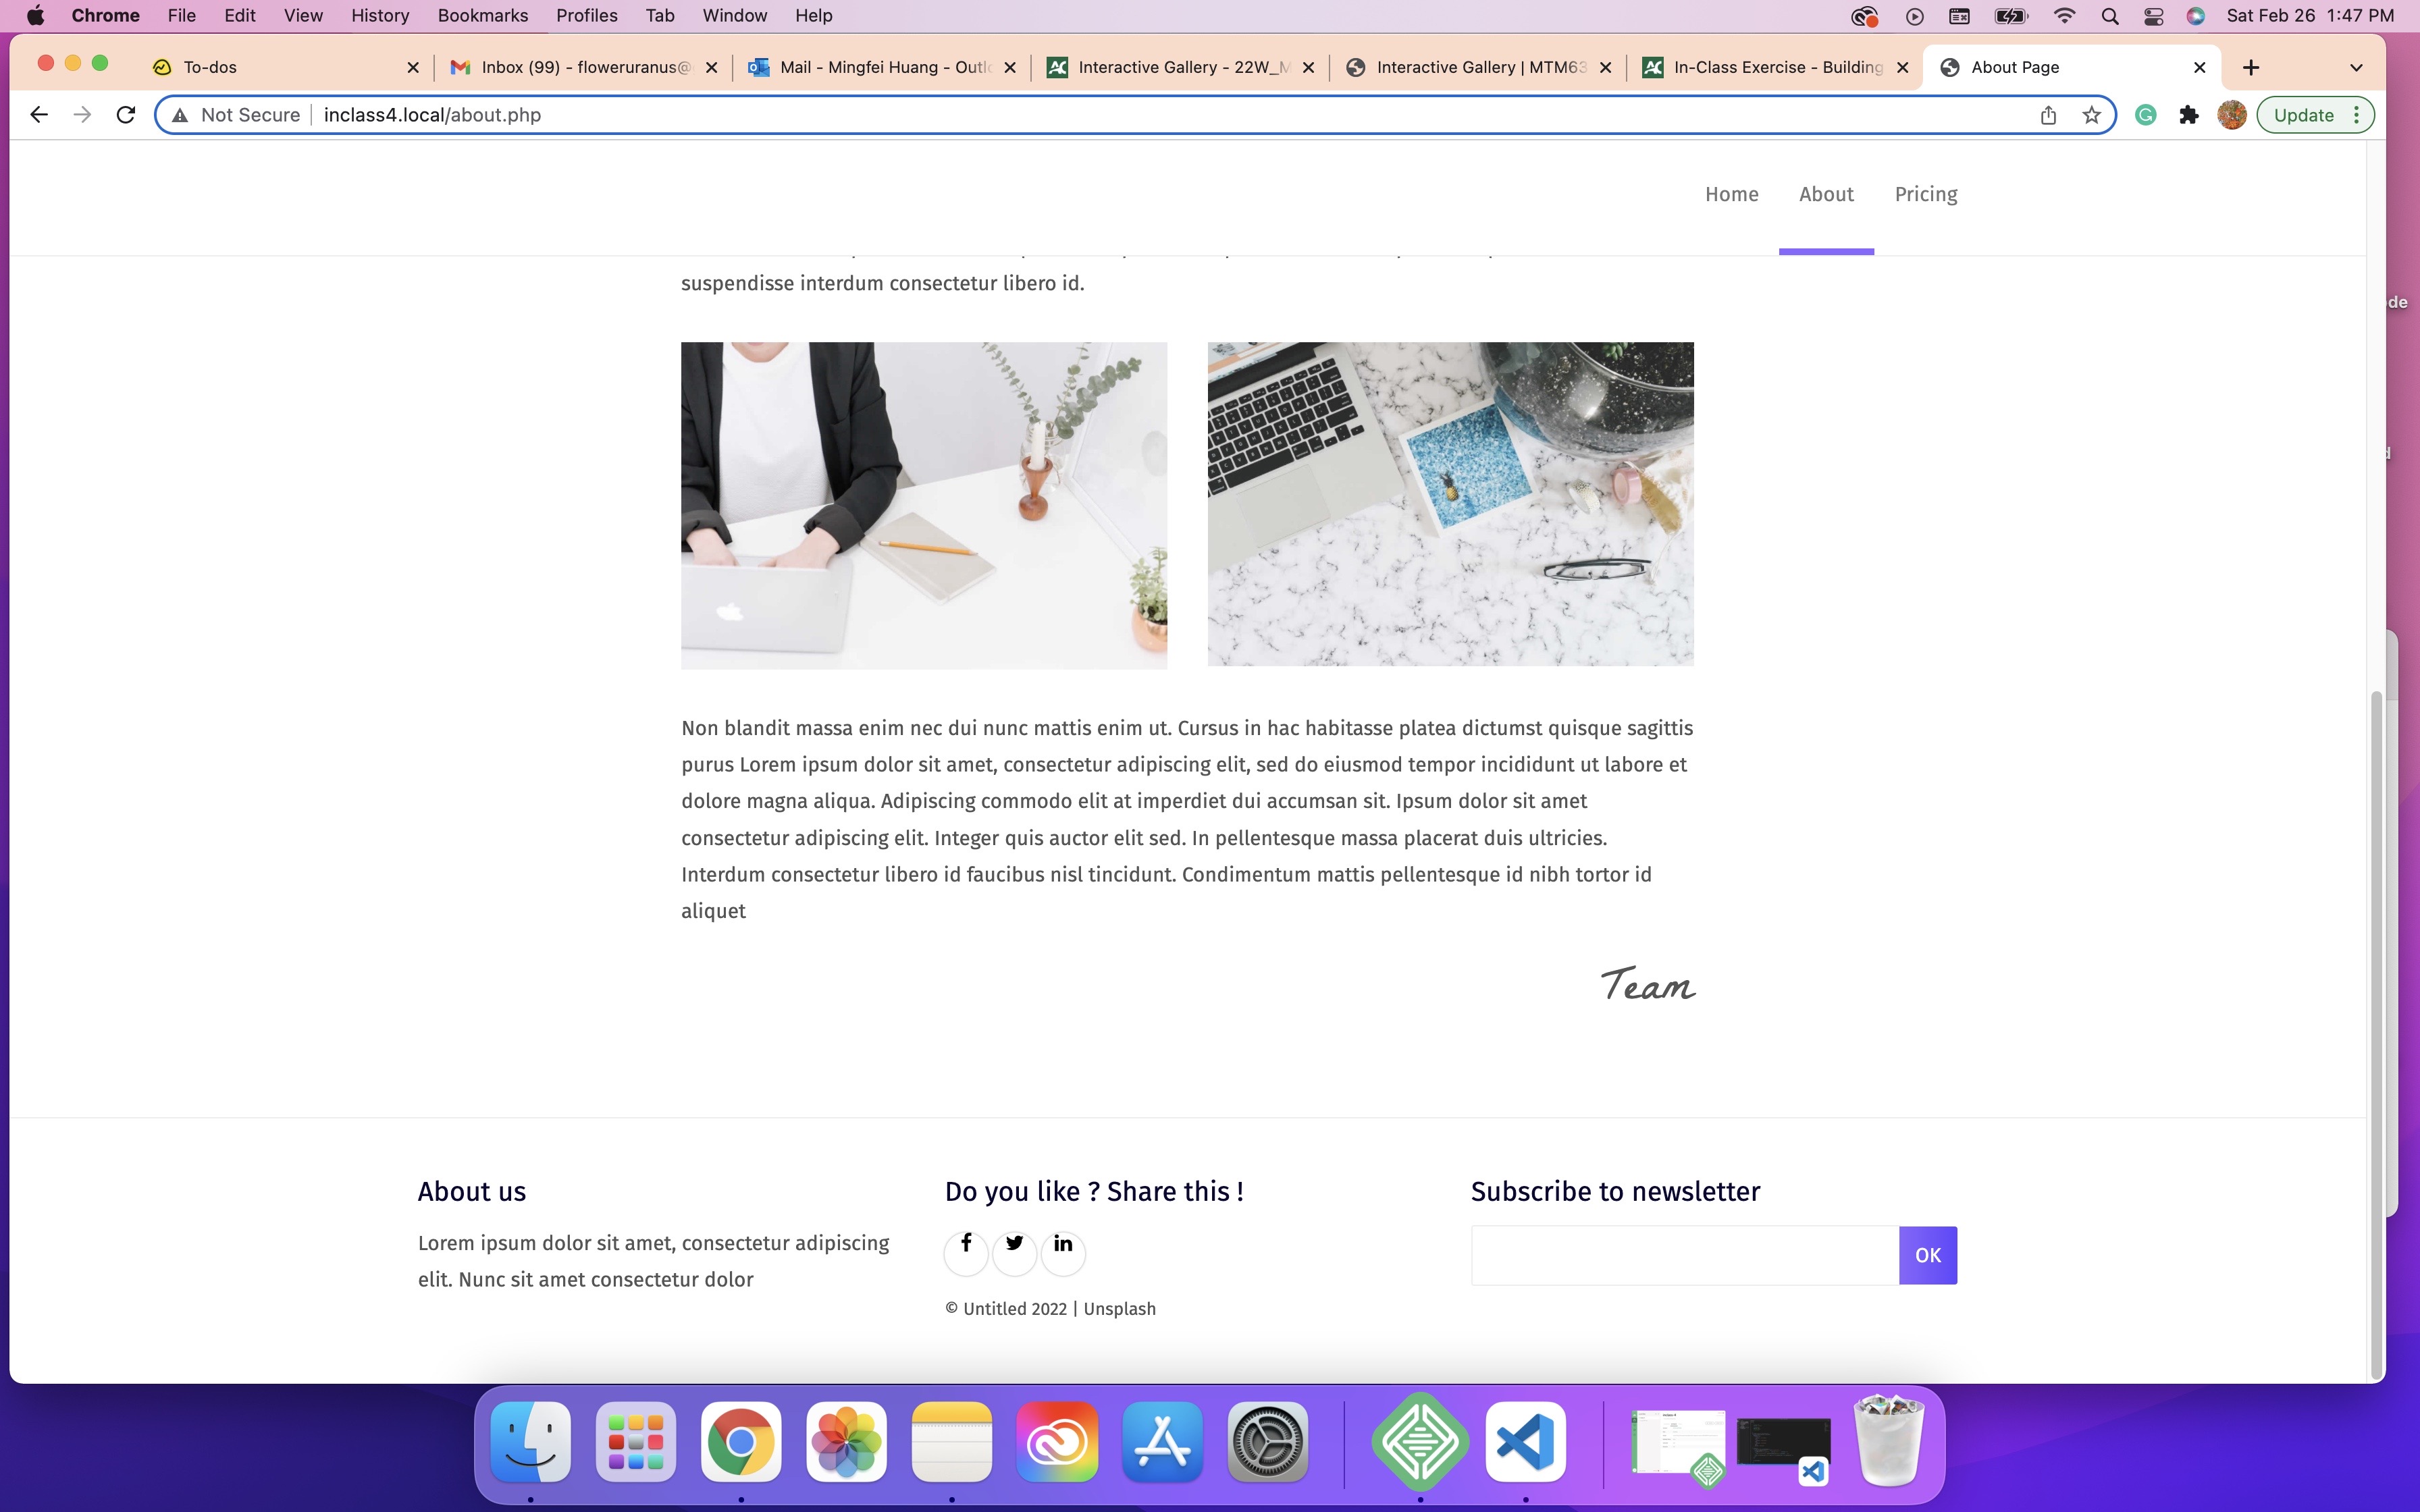 Chrome File Edit View History Bookmarks Profiles Tab Window Help Sat Feb 26 1:47 PM
To-dos
Inbox (99) - floweruranus@
Mail - Mingfei Huang - Outl
Interactive Gallery - 22W_M
Interactive Gallery | MTM63
In-Class Exercise - Building
About Page
Not Secure inclass4.local/about.php Update
Home About Pricing
suspendisse interdum consectetur libero id.
Non blandit massa enim nec dui nunc mattis enim ut. Cursus in hac habitasse platea dictumst quisque sagittis
purus Lorem ipsum dolor sit amet, consectetur adipiscing elit, sed do eiusmod tempor incididunt ut labore et
dolore magna aliqua. Adipiscing commodo elit at imperdiet dui accumsan sit. Ipsum dolor sit amet
consectetur adipiscing elit. Integer quis auctor elit sed. In pellentesque massa placerat duis ultricies.
Interdum consectetur libero id faucibus nisl tincidunt. Condimentum mattis pellentesque id nibh tortor id
aliquet
Team
About us
Lorem ipsum dolor sit amet, consectetur adipiscing
elit. Nunc sit amet consectetur dolor
Do you like ? Share this !
© Untitled 2022 | Unsplash
Subscribe to newsletter
OK